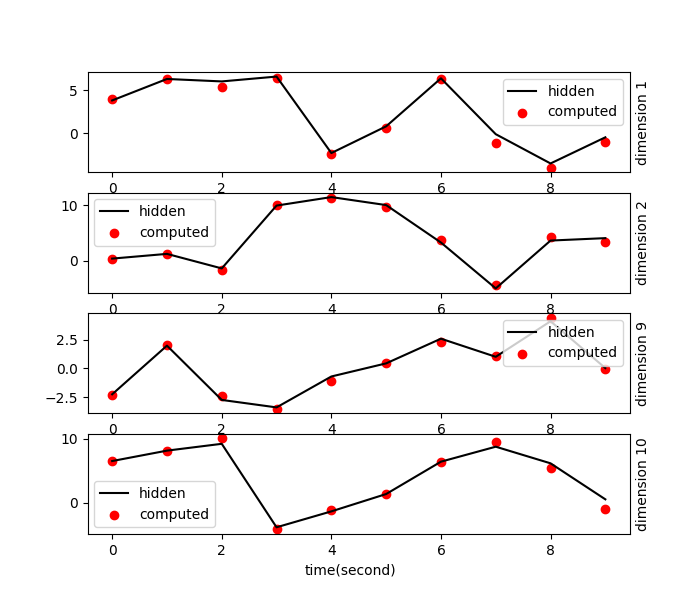 5
0
hidden
computed
dimension 1
0 2 4 6 8
10
0
hidden
computed
dimension 2
0 2 4 6 8
2.5
0.0
−2.5
hidden
computed
dimension 9
0 2 4 6 8
10
0
hidden
computed
dimension 10
0 2 4 6 8
time(second)